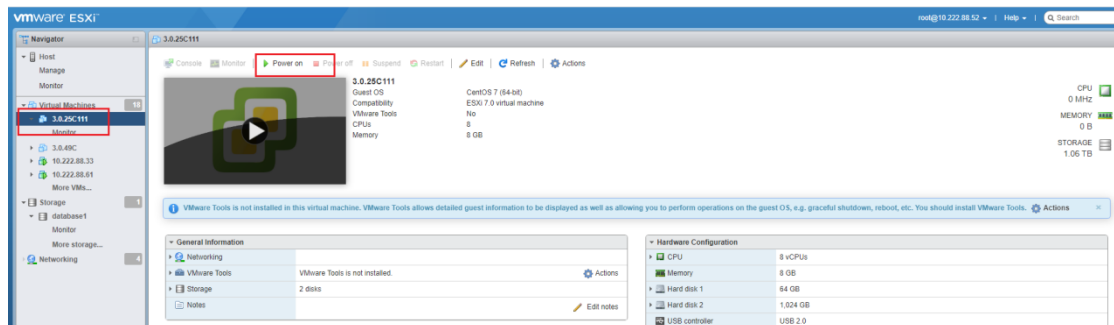 vmware ESXi
root@10.222.88.52 | Help | Search
Navigator
3.0.25C111
Host
Manage
Monitor
Virtual Machines 10
3.0.25C111
Monitor
3.0.49C
10.222.88.33
10.222.88.61
More VMs...
Storage 1
database1
Monitor
More storage...
Networking 4
Console Monitor Power on Power off Suspend Restart Edit Refresh Actions
3.0.25C111
Guest OS CentOS 7 (64-bit)
Compatibility ESXi 7.0 virtual machine
VMware Tools No
CPUs 8
Memory 8 GB
CPU
0 MHz
MEMORY
0 B
STORAGE
1.06 TB
VMware Tools is not installed in this virtual machine. VMware Tools allows detailed guest information to be displayed as well as allowing you to perform operations on the guest OS, e.g. graceful shutdown, reboot, etc. You should install VMware Tools. Actions
General Information
Networking
VMware Tools VMware Tools is not installed. Actions
Storage 2 disks
Notes Edit notes
Hardware Configuration
CPU 8 vCPUs
Memory 8 GB
Hard disk 1 64 GB
Hard disk 2 1,024 GB
USB controller USB 2.0